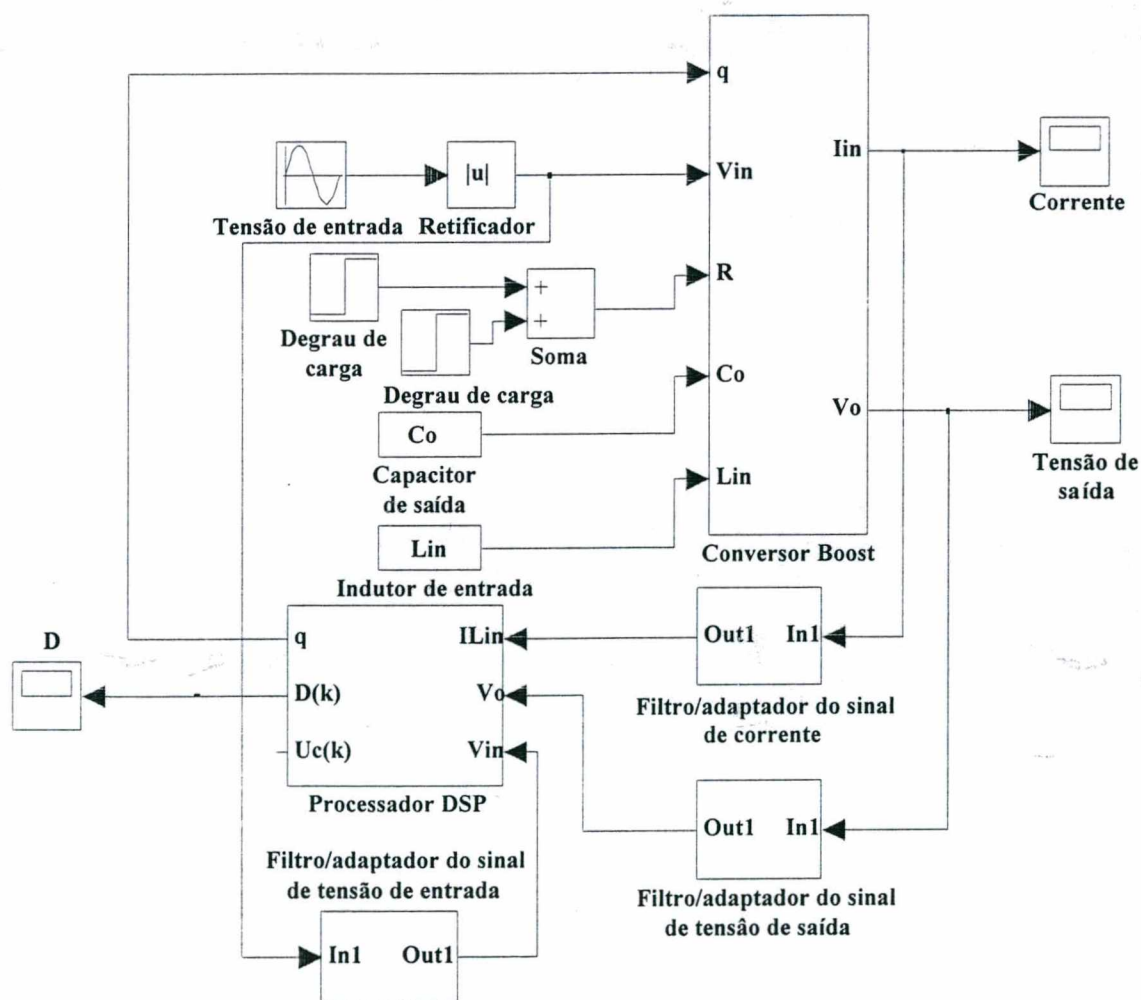 q
Iin
Corrente
Vin
|u|
Tensão de entrada
Retificador
R
+
+
Soma
Degrau de
carga
Degrau de carga
Co
Co
Capacitor
de saída
Vo
Tensão de
saída
Lin
Lin
Indutor de entrada
Conversor Boost
D
q
ILin
D(k)
Vo
Uc(k)
Vin
Processador DSP
Out1
In1
Filtro/adaptador do sinal
de corrente
Out1
In1
Filtro/adaptador do sinal
de tensão de saída
Filtro/adaptador do sinal
de tensão de entrada
In1
Out1